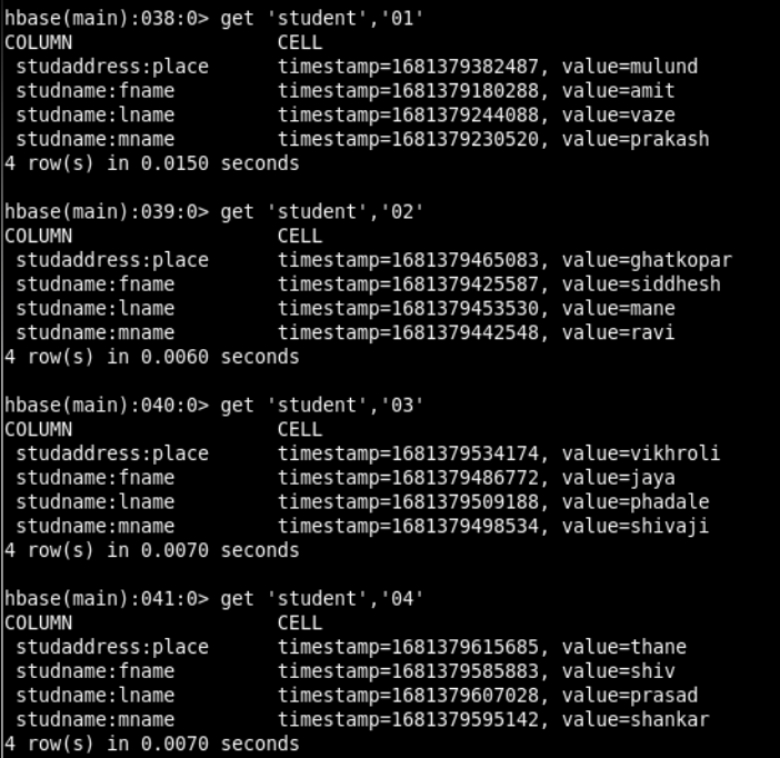 hbase(main):038:0> get 'student','01'
COLUMN CELL
studaddress:place timestamp=1681379382487, value=mulund
studname:fname timestamp=1681379180288, value=amit
studname:lname timestamp=1681379244088, value=vaze
studname:mname timestamp=1681379230520, value=prakash
4 row(s) in 0.0150 seconds
hbase(main):039:0> get 'student','02'
COLUMN CELL
studaddress:place timestamp=1681379465083, value=ghatkopar
studname:fname timestamp=1681379425587, value=siddhesh
studname:lname timestamp=1681379453530, value=mane
studname:mname timestamp=1681379442548, value=ravi
4 row(s) in 0.0060 seconds
hbase(main):040:0> get 'student','03'
COLUMN CELL
studaddress:place timestamp=1681379534174, value=vikhroli
studname:fname timestamp=1681379486772, value=jaya
studname:lname timestamp=1681379509188, value=phadale
studname:mname timestamp=1681379498534, value=shivaji
4 row(s) in 0.0070 seconds
hbase(main):041:0> get 'student','04'
COLUMN CELL
studaddress:place timestamp=1681379615685, value=thane
studname:fname timestamp=1681379585883, value=shiv
studname:lname timestamp=1681379607028, value=prasad
studname:mname timestamp=1681379595142, value=shankar
4 row(s) in 0.0070 seconds